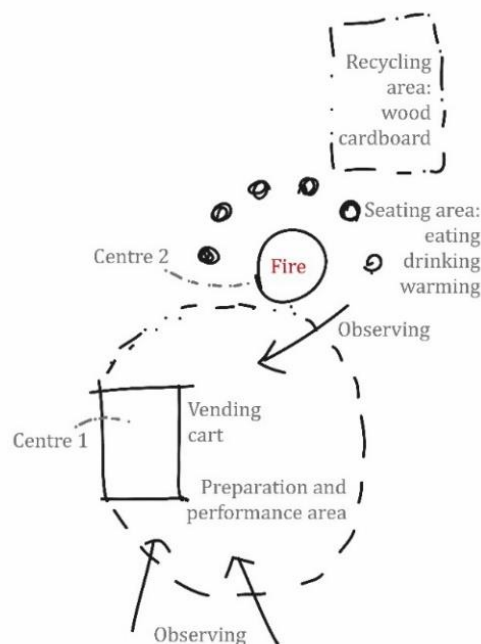 Recycling
area:
wood
cardboard
Seating area:
eating
drinking
warming
Centre 2
Fire
Observing
Vending
cart
Centre 1
Preparation and
performance area
Observing